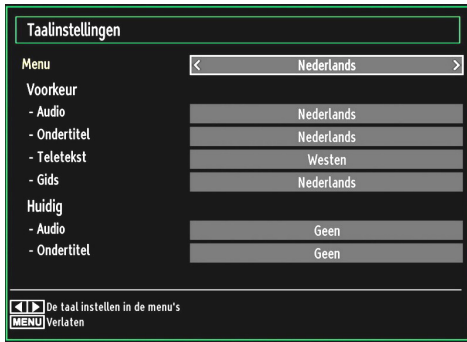 Taalinstellingen
Menu < Nederlands >
Voorkeur
- Audio Nederlands
- Ondertitel Nederlands
- Teletekst Westen
- Gids Nederlands
Huidig
- Audio Geen
- Ondertitel Geen
De taal instellen in de menu's
MENU Verlaten